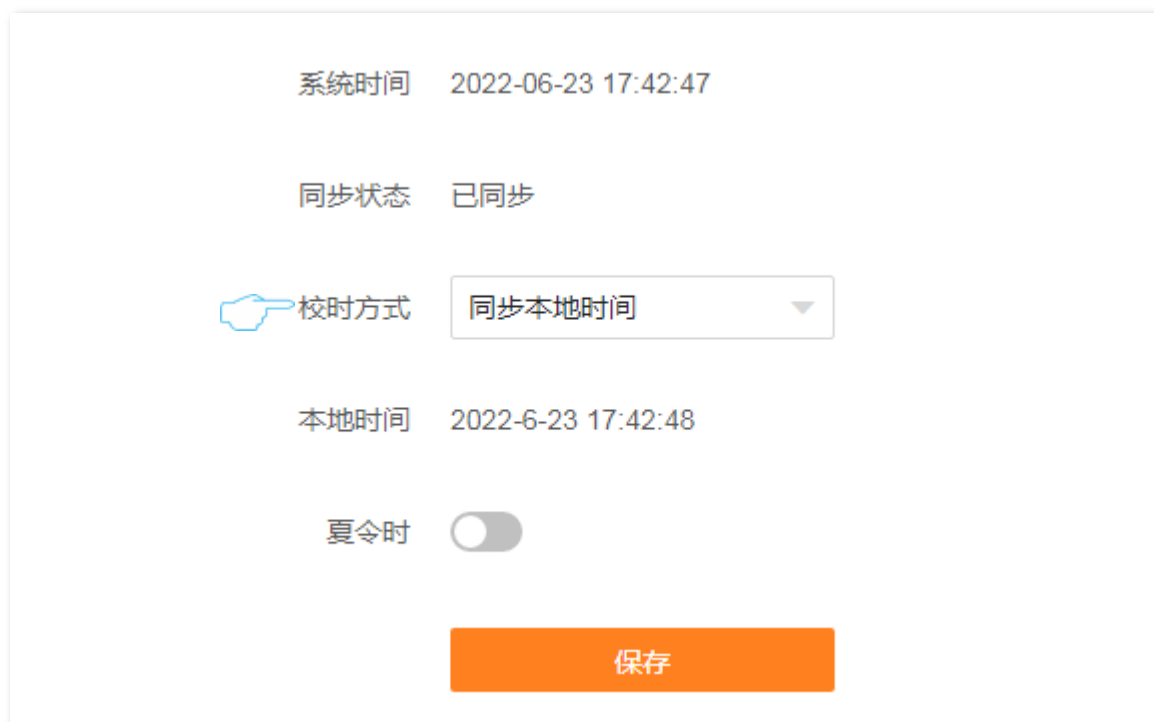 系统时间 2022-06-23 17:42:47
同步状态 已同步
校时方式 同步本地时间
本地时间 2022-6-23 17:42:48
夏令时
保存